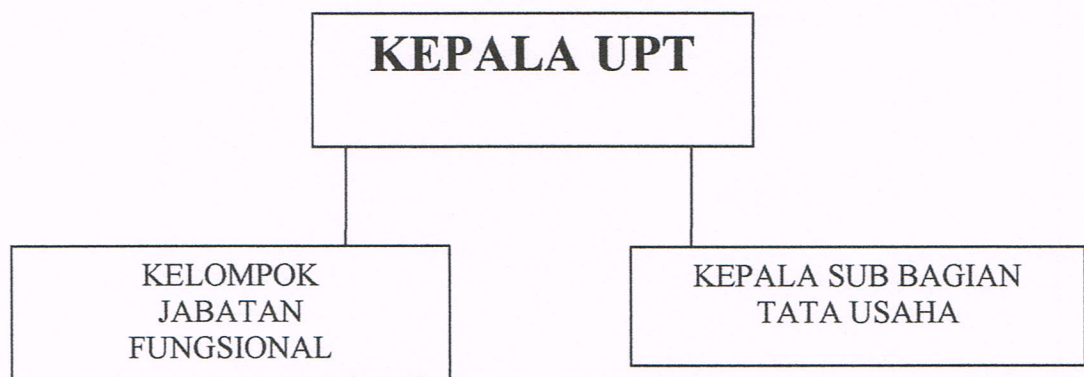 KEPALA UPT
KELOMPOK
JABATAN
FUNGSIONAL
KEPALA SUB BAGIAN
TATA USAHA